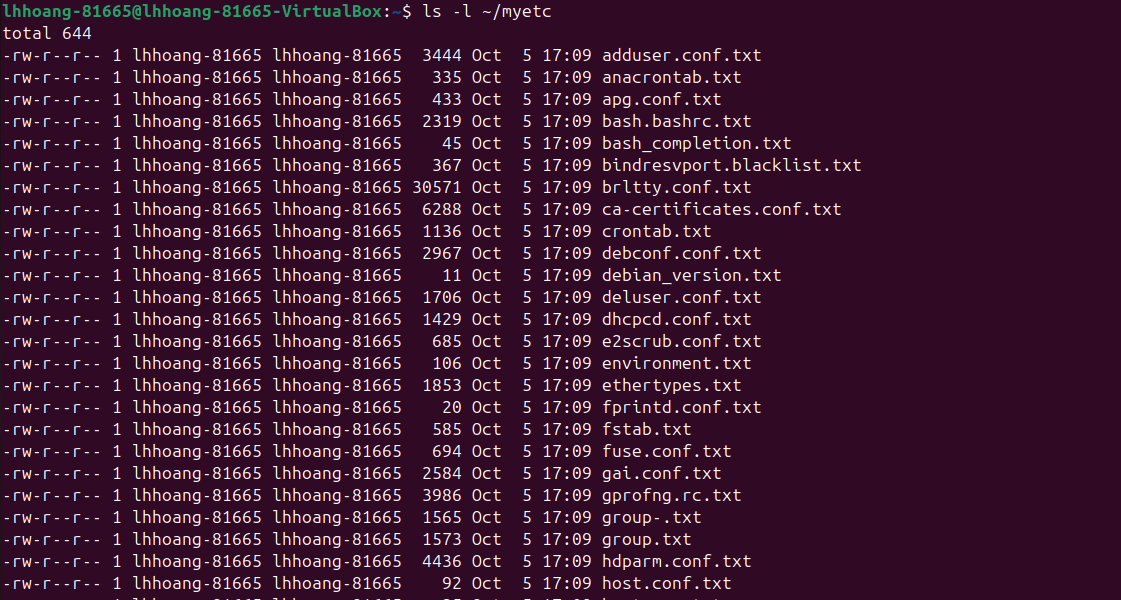 lhhoang-81665@lhhoang-81665-VirtualBox:~$ ls -l ~/myetc
total 644
-rw-r--r-- 1 lhhoang-81665 lhhoang-81665  3444 Oct  5 17:09 adduser.conf.txt
-rw-r--r-- 1 lhhoang-81665 lhhoang-81665   335 Oct  5 17:09 anacrontab.txt
-rw-r--r-- 1 lhhoang-81665 lhhoang-81665   433 Oct  5 17:09 apg.conf.txt
-rw-r--r-- 1 lhhoang-81665 lhhoang-81665  2319 Oct  5 17:09 bash.bashrc.txt
-rw-r--r-- 1 lhhoang-81665 lhhoang-81665    45 Oct  5 17:09 bash_completion.txt
-rw-r--r-- 1 lhhoang-81665 lhhoang-81665   367 Oct  5 17:09 bindresvport.blacklist.txt
-rw-r--r-- 1 lhhoang-81665 lhhoang-81665 30571 Oct  5 17:09 brltty.conf.txt
-rw-r--r-- 1 lhhoang-81665 lhhoang-81665  6288 Oct  5 17:09 ca-certificates.conf.txt
-rw-r--r-- 1 lhhoang-81665 lhhoang-81665  1136 Oct  5 17:09 crontab.txt
-rw-r--r-- 1 lhhoang-81665 lhhoang-81665  2967 Oct  5 17:09 debconf.conf.txt
-rw-r--r-- 1 lhhoang-81665 lhhoang-81665    11 Oct  5 17:09 debian_version.txt
-rw-r--r-- 1 lhhoang-81665 lhhoang-81665  1706 Oct  5 17:09 deluser.conf.txt
-rw-r--r-- 1 lhhoang-81665 lhhoang-81665  1429 Oct  5 17:09 dhcpcd.conf.txt
-rw-r--r-- 1 lhhoang-81665 lhhoang-81665   685 Oct  5 17:09 e2scrub.conf.txt
-rw-r--r-- 1 lhhoang-81665 lhhoang-81665   106 Oct  5 17:09 environment.txt
-rw-r--r-- 1 lhhoang-81665 lhhoang-81665  1853 Oct  5 17:09 ethertypes.txt
-rw-r--r-- 1 lhhoang-81665 lhhoang-81665    20 Oct  5 17:09 fprintd.conf.txt
-rw-r--r-- 1 lhhoang-81665 lhhoang-81665   585 Oct  5 17:09 fstab.txt
-rw-r--r-- 1 lhhoang-81665 lhhoang-81665   694 Oct  5 17:09 fuse.conf.txt
-rw-r--r-- 1 lhhoang-81665 lhhoang-81665  2584 Oct  5 17:09 gai.conf.txt
-rw-r--r-- 1 lhhoang-81665 lhhoang-81665  3986 Oct  5 17:09 gprofng.rc.txt
-rw-r--r-- 1 lhhoang-81665 lhhoang-81665  1565 Oct  5 17:09 group-.txt
-rw-r--r-- 1 lhhoang-81665 lhhoang-81665  1573 Oct  5 17:09 group.txt
-rw-r--r-- 1 lhhoang-81665 lhhoang-81665  4436 Oct  5 17:09 hdparm.conf.txt
-rw-r--r-- 1 lhhoang-81665 lhhoang-81665    92 Oct  5 17:09 host.conf.txt